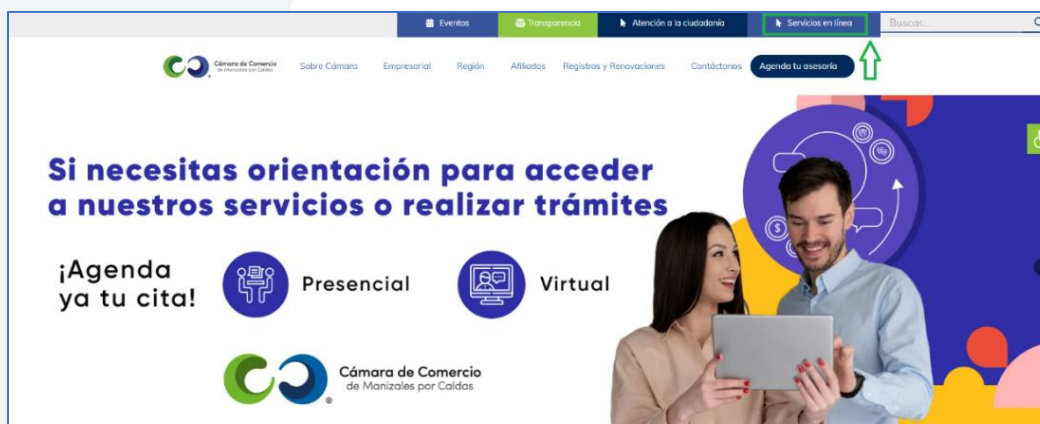 Eventos
Transparencia
Atención a la ciudadanía
Servicios en línea
Buscar...
Cámara de Comercio
de Manizales por Caldas
Sobre Cámara
Empresarial
Región
Afiliados
Registros y Renovaciones
Contáctanos
Agenda tu asesoría
Si necesitas orientación para acceder
a nuestros servicios o realizar trámites
¡Agenda
ya tu cita!
Presencial
Virtual
Cámara de Comercio
de Manizales por Caldas